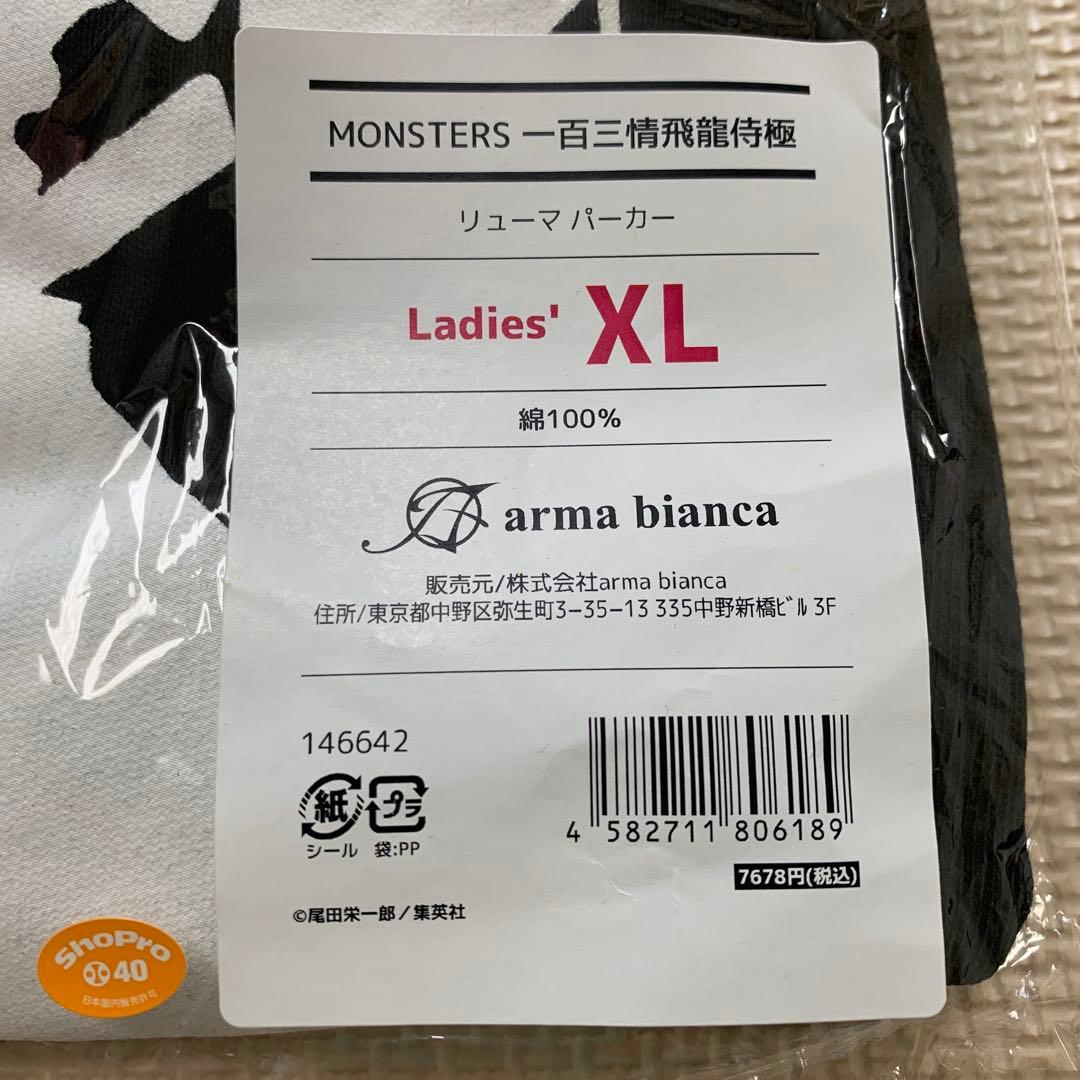 MONSTERS 一百三情飛龍侍極
リューマ パーカー
Ladies' XL
綿100%
arma bianca
販売元/株式会社arma bianca
住所/東京都中野区弥生町3-35-13 335中野新橋ビル 3F
146642
紙 プラ
シール 袋:PP
4 582711 806189
7678円(税込)
©尾田栄一郎/集英社
ShoPro
40
日本国内販売許可